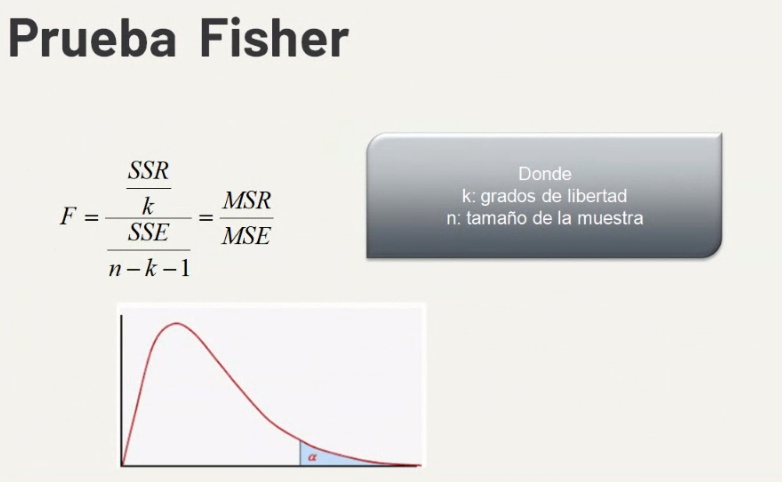 Prueba Fisher
F = (SSR / k) / (SSE / (n – k – 1)) = MSR / MSE
Donde
k: grados de libertad
n: tamaño de la muestra
α